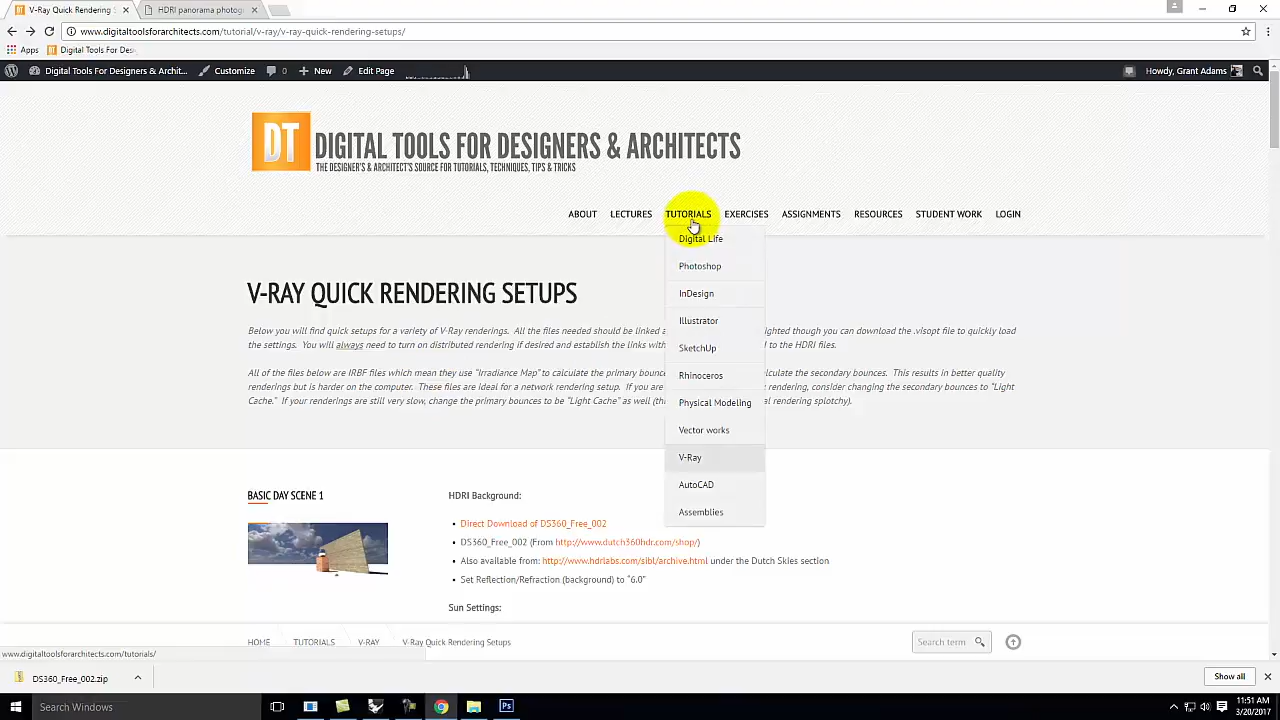 V-Ray Quick Rendering S
HDRI panorama photog
www.digitaltoolsforarchitects.com/tutorial/v-ray/v-ray-quick-rendering-setups/
Apps
Digital Tools For Des
Digital Tools For Designers & Archit...
Customize
0
New
Edit Page
Howdy, Grant Adams
DT
DIGITAL TOOLS FOR DESIGNERS & ARCHITECTS
THE DESIGNER'S & ARCHITECT'S SOURCE FOR TUTORIALS, TECHNIQUES, TIPS & TRICKS
ABOUT LECTURES TUTORIALS EXERCISES ASSIGNMENTS RESOURCES STUDENT WORK LOGIN
Digital Life
Photoshop
InDesign
Illustrator
SketchUp
Rhinoceros
Physical Modeling
Vector works
V-Ray
AutoCAD
Assemblies
V-RAY QUICK RENDERING SETUPS
Below you will find quick setups for a variety of V-Ray renderings. All the files needed should be linked a
ighted though you can download the .visopt file to quickly load
the settings. You will always need to turn on distributed rendering if desired and establish the links with
d to the HDRI files.
All of the files below are IRBF files which mean they use "Irradiance Map" to calculate the primary bounc
lculate the secondary bounces. This results in better quality
renderings but is harder on the computer. These files are ideal for a network rendering setup. If you are
rendering, consider changing the secondary bounces to "Light
Cache." If your renderings are still very slow, change the primary bounces to be "Light Cache" as well (th
al rendering splotchy).
BASIC DAY SCENE 1
HDRI Background:
• Direct Download of DS360_Free_002
• DS360_Free_002 (From http://www.dutch360hdr.com/shop/)
• Also available from: http://www.hdrlabs.com/sibl/archive.html under the Dutch Skies section
• Set Reflection/Refraction (background) to "6.0"
Sun Settings:
HOME TUTORIALS V-RAY V-Ray Quick Rendering Setups
Search term
www.digitaltoolsforarchitects.com/tutorials/
DS360_Free_002.zip
Show all
Search Windows
11:51 AM
3/20/2017